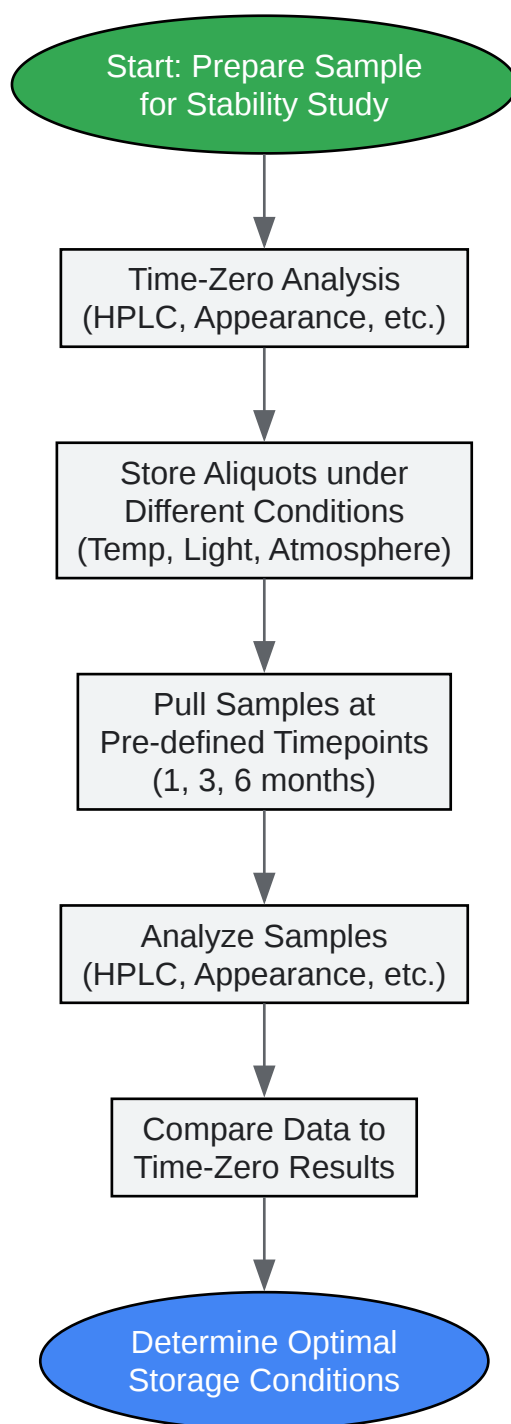 Start: Prepare Sample
for Stability Study
Time-Zero Analysis
(HPLC, Appearance, etc.)
Store Aliquots under
Different Conditions
(Temp, Light, Atmosphere)
Pull Samples at
Pre-defined Timepoints
(1, 3, 6 months)
Analyze Samples
(HPLC, Appearance, etc.)
Compare Data to
Time-Zero Results
Determine Optimal
Storage Conditions